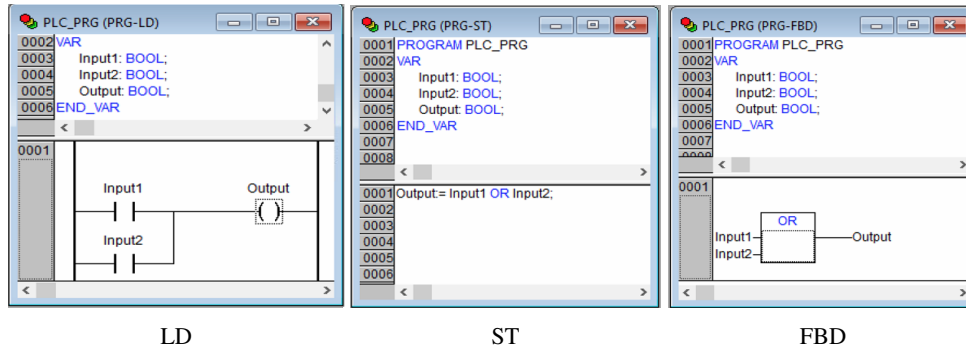 PLC_PRG (PRG-LD)
0002 VAR
0003 Input1: BOOL;
0004 Input2: BOOL;
0005 Output: BOOL;
0006 END_VAR
0001
Input1 Output
Input2
PLC_PRG (PRG-ST)
0001 PROGRAM PLC_PRG
0002 VAR
0003 Input1: BOOL;
0004 Input2: BOOL;
0005 Output: BOOL;
0006 END_VAR
0007
0008
0001 Output:= Input1 OR Input2;
0002
0003
0004
0005
0006
PLC_PRG (PRG-FBD)
0001 PROGRAM PLC_PRG
0002 VAR
0003 Input1: BOOL;
0004 Input2: BOOL;
0005 Output: BOOL;
0006 END_VAR
0007
0001
OR
Input1 Output
Input2
LD ST FBD